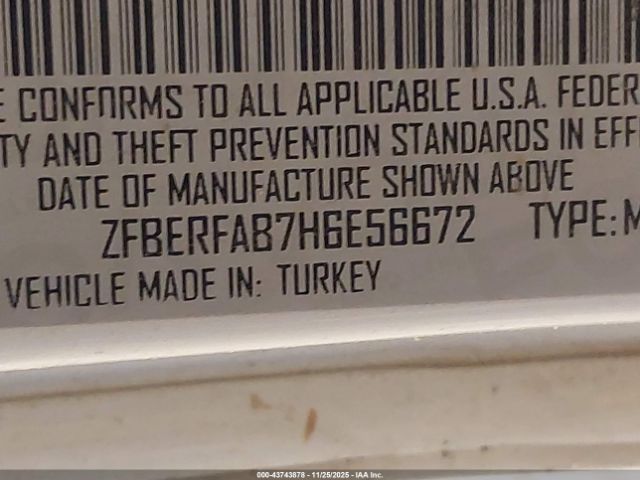 E CONFORMS TO ALL APPLICABLE U.S.A. FEDER
TY AND THEFT PREVENTION STANDARDS IN EFF
DATE OF MANUFACTURE SHOWN ABOVE
ZFBERFAB7H6E56672 TYPE: M
VEHICLE MADE IN: TURKEY
000-43743878 - 11/25/2025 - IAA Inc.